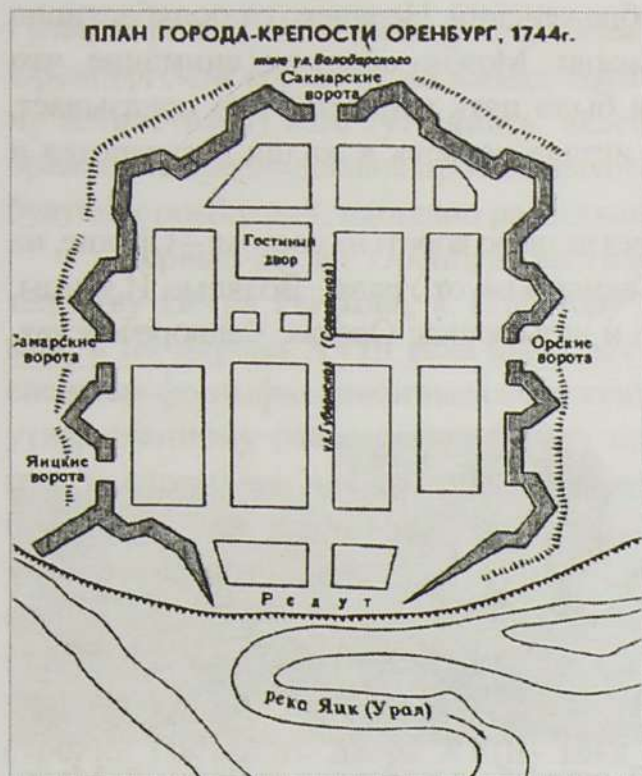 ПЛАН ГОРОДА-КРЕПОСТИ ОРЕНБУРГ, 1744г.
ул. Володарского
Сакмарские
ворота
Гостиный
двор
ул. Губернская (Советская)
Самарские
ворота
Орские
ворота
Яицкие
ворота
Редут
река Яик (Урал)